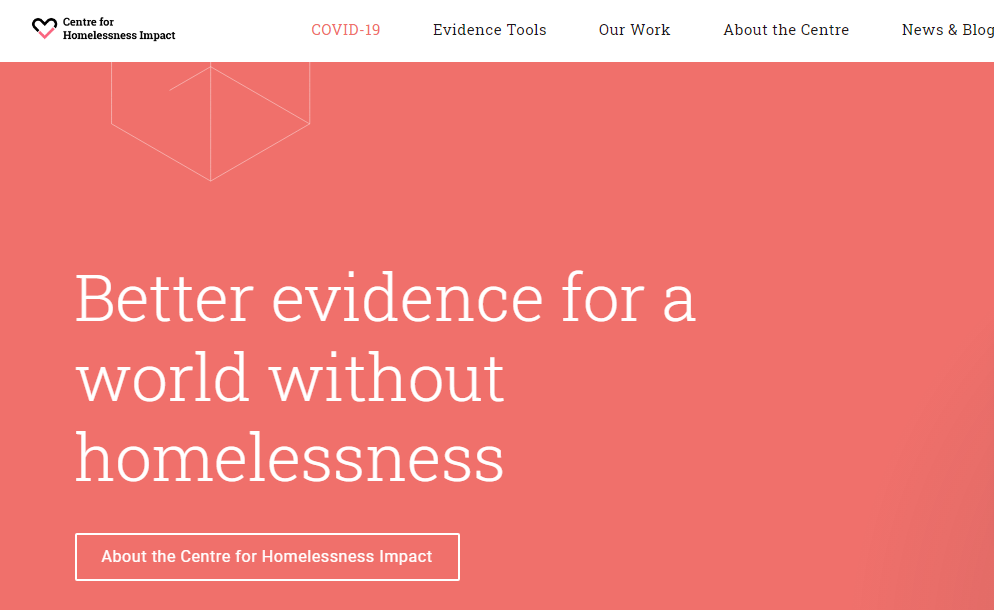 Centre for
Homelessness Impact
COVID-19 Evidence Tools Our Work About the Centre News & Blog
Better evidence for a
world without
homelessness
About the Centre for Homelessness Impact